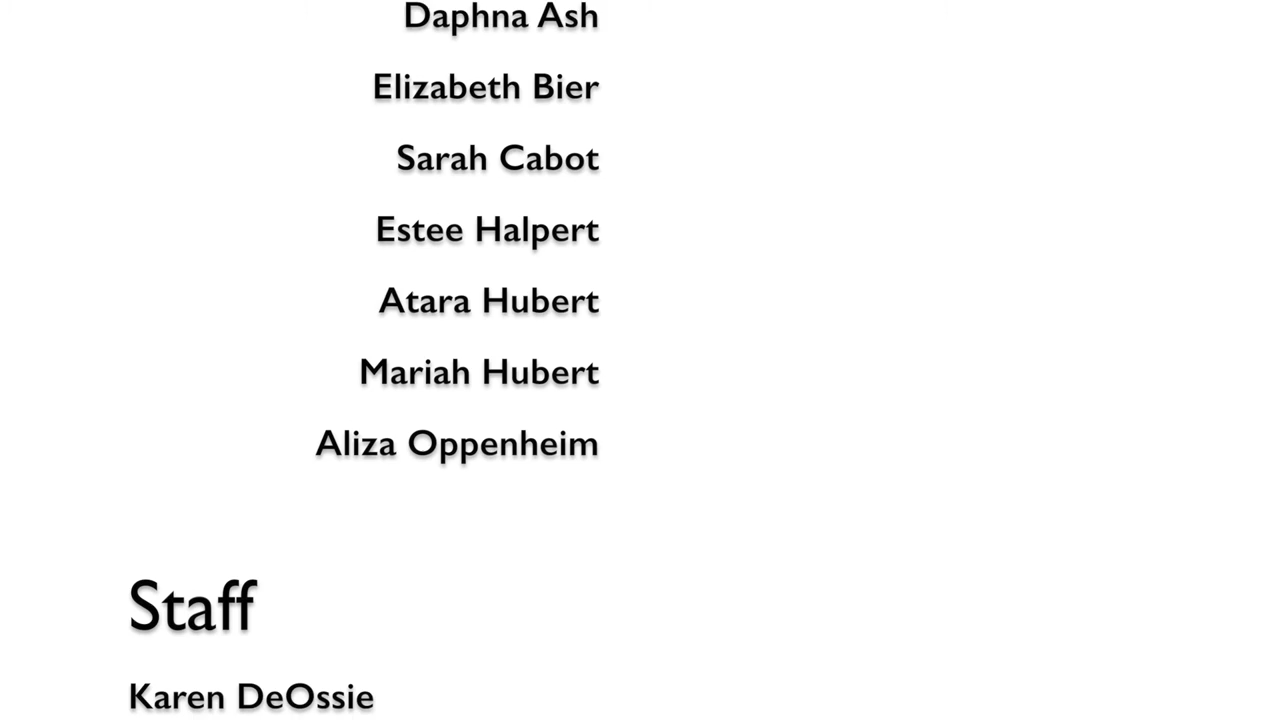 Daphna Ash
Elizabeth Bier
Sarah Cabot
Estee Halpert
Atara Hubert
Mariah Hubert
Aliza Oppenheim
Staff
Karen DeOssie